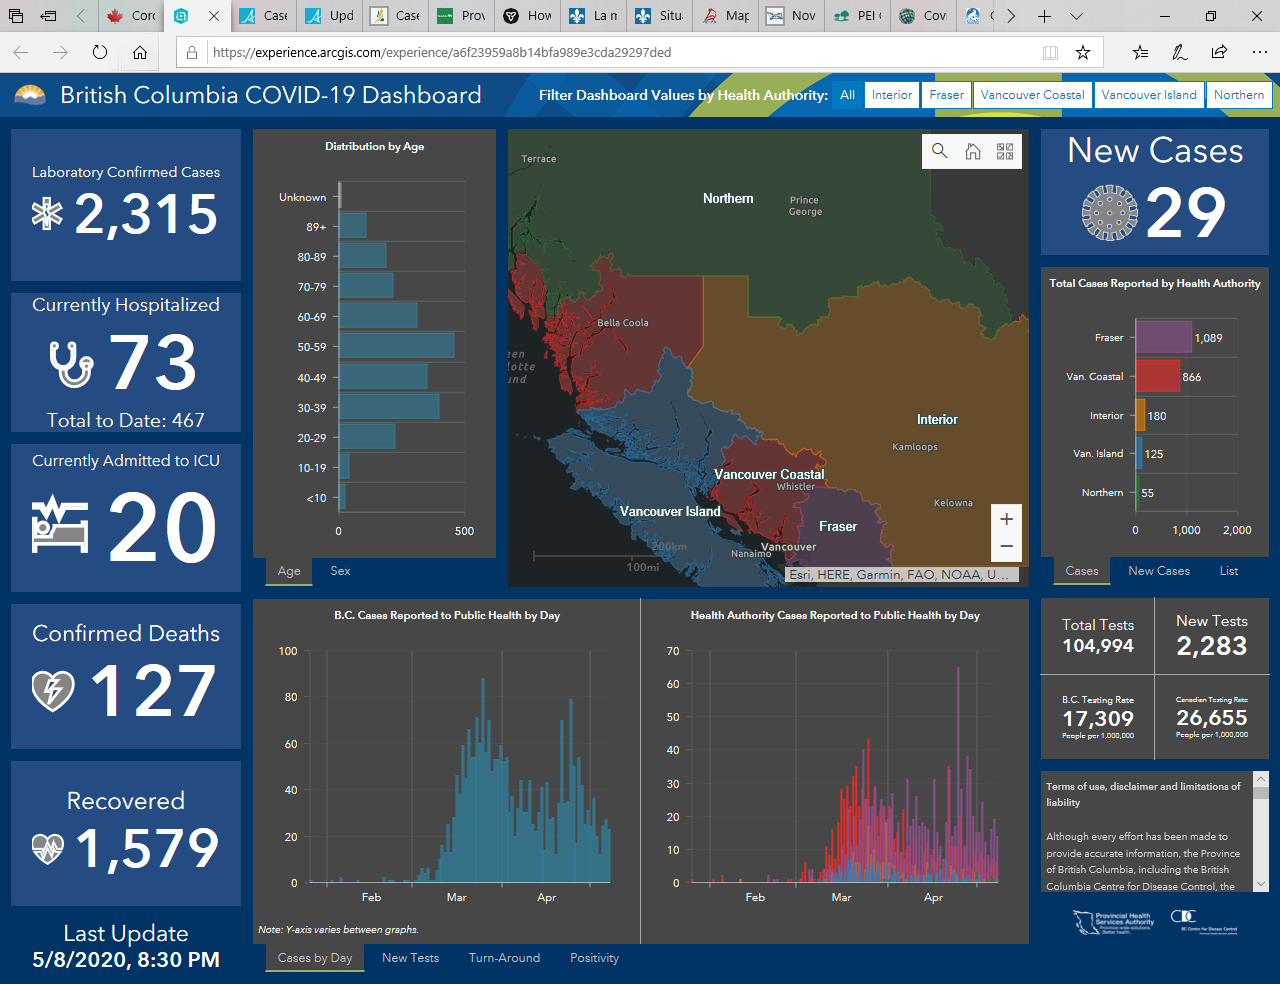 Corc
Case
Upd
Case
Prov
How
La m
Situ
Map
Nov
PEI (
Covi
https://experience.arcgis.com/experience/a6f23959a8b14bfa989e3cda29297ded
British Columbia COVID-19 Dashboard
Filter Dashboard Values by Health Authority:
All
Interior
Fraser
Vancouver Coastal
Vancouver Island
Northern
Laboratory Confirmed Cases
2,315
Currently Hospitalized
73
Total to Date: 467
Currently Admitted to ICU
20
Confirmed Deaths
127
Recovered
1,579
Last Update
5/8/2020, 8:30 PM
Distribution by Age
Unknown
89+
80-89
70-79
60-69
50-59
40-49
30-39
20-29
10-19
<10
0 500
Age Sex
Terrace
Northern
Prince
George
Bella Coola
een
lotte
und
Interior
Kamloops
Vancouver Coastal
Whistler
Kelowna
Vancouver Island
Fraser
Vancouver
Nanaimo
200km
100mi
+
−
Esri, HERE, Garmin, FAO, NOAA, U...
New Cases
29
Total Cases Reported by Health Authority
Fraser 1,089
Van. Coastal 866
Interior 180
Van. Island 125
Northern 55
0 1,000 2,000
Cases New Cases List
B.C. Cases Reported to Public Health by Day
100
80
60
40
20
0
Feb Mar Apr
Note: Y-axis varies between graphs.
Health Authority Cases Reported to Public Health by Day
70
60
50
40
30
20
10
0
Feb Mar Apr
Cases by Day New Tests Turn-Around Positivity
Total Tests
104,994
New Tests
2,283
B.C. Testing Rate
17,309
People per 1,000,000
Canadian Testing Rate
26,655
People per 1,000,000
Terms of use, disclaimer and limitations of
liability
Although every effort has been made to
provide accurate information, the Province
of British Columbia, including the British
Columbia Centre for Disease Control, the
Provincial Health
Services Authority
Province-wide solutions.
Better health.
BC Centre for Disease Control